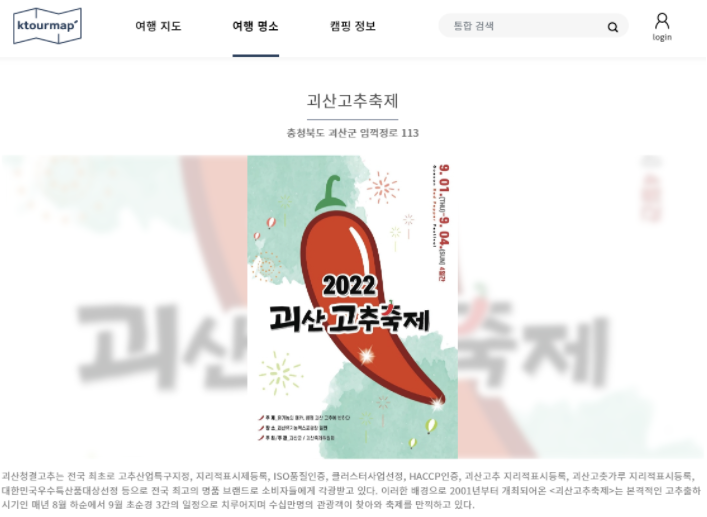 ktourmap
여행 지도
여행 명소
캠핑 정보
통합 검색
login
괴산고추축제
충청북도 괴산군 임꺽정로 113
9. 01.(THU)~9. 04.(SUN) 4일간
Goesan Red Pepper Festival
2022
괴산고추축제
괴산청결고추는 전국 최초로 고추산업특구지정, 지리적표시제등록, ISO품질인증, 클러스터사업선정, HACCP인증, 괴산고추 지리적표시등록, 괴산고춧가루 지리적표시등록,
대한민국우수특산품대상선정 등으로 전국 최고의 명품 브랜드로 소비자들에게 각광받고 있다. 이러한 배경으로 2001년부터 개최되어온 <괴산고추축제>는 본격적인 고추출하
시기인 매년 8월 하순에서 9월 초순경 3간의 일정으로 치루어지며 수십만명의 관광객이 찾아와 축제를 만끽하고 있다.